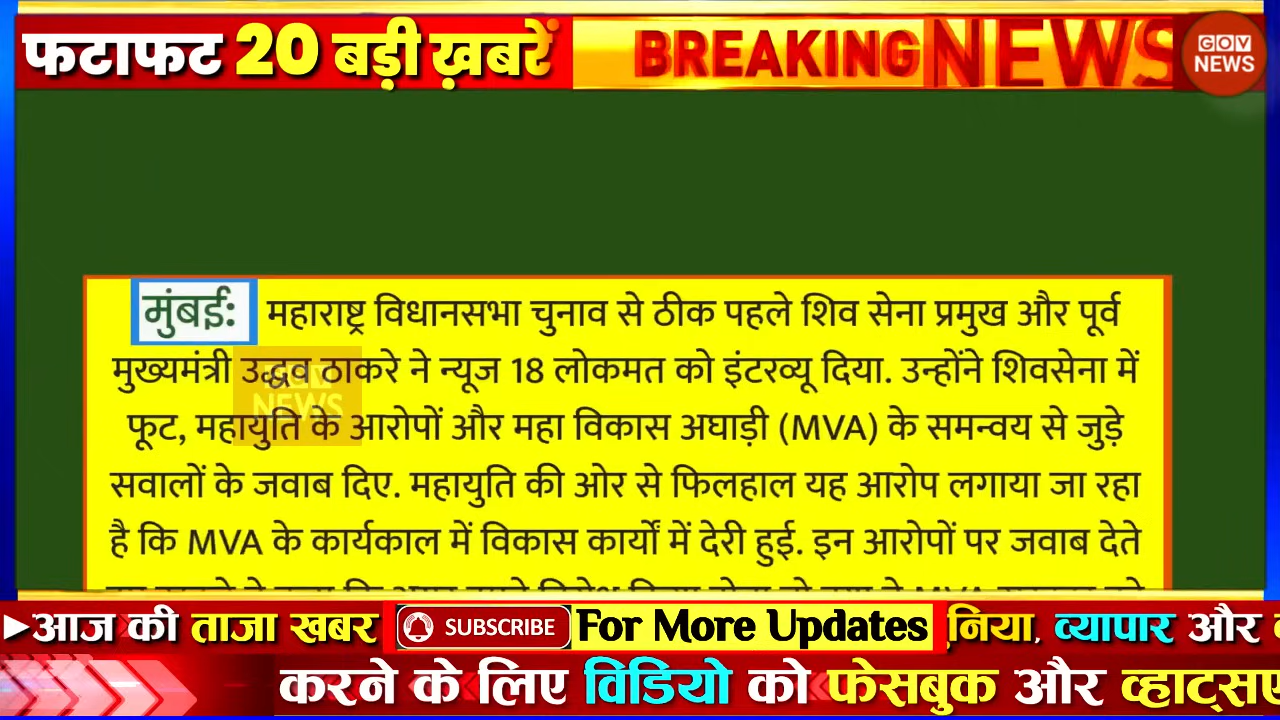 फटाफट 20 बड़ी ख़बरें
BREAKING NEWS
GOV
NEWS
मुंबई: महाराष्ट्र विधानसभा चुनाव से ठीक पहले शिव सेना प्रमुख और पूर्व
मुख्यमंत्री उद्धव ठाकरे ने न्यूज 18 लोकमत को इंटरव्यू दिया. उन्होंने शिवसेना में
फूट, महायुति के आरोपों और महा विकास अघाड़ी (MVA) के समन्वय से जुड़े
सवालों के जवाब दिए. महायुति की ओर से फिलहाल यह आरोप लगाया जा रहा
है कि MVA के कार्यकाल में विकास कार्यों में देरी हुई. इन आरोपों पर जवाब देते
GOV
NEWS
आज की ताजा खबर SUBSCRIBE For More Updates निया, व्यापार और
करने के लिए विडियो को फेसबुक और व्हाट्सए